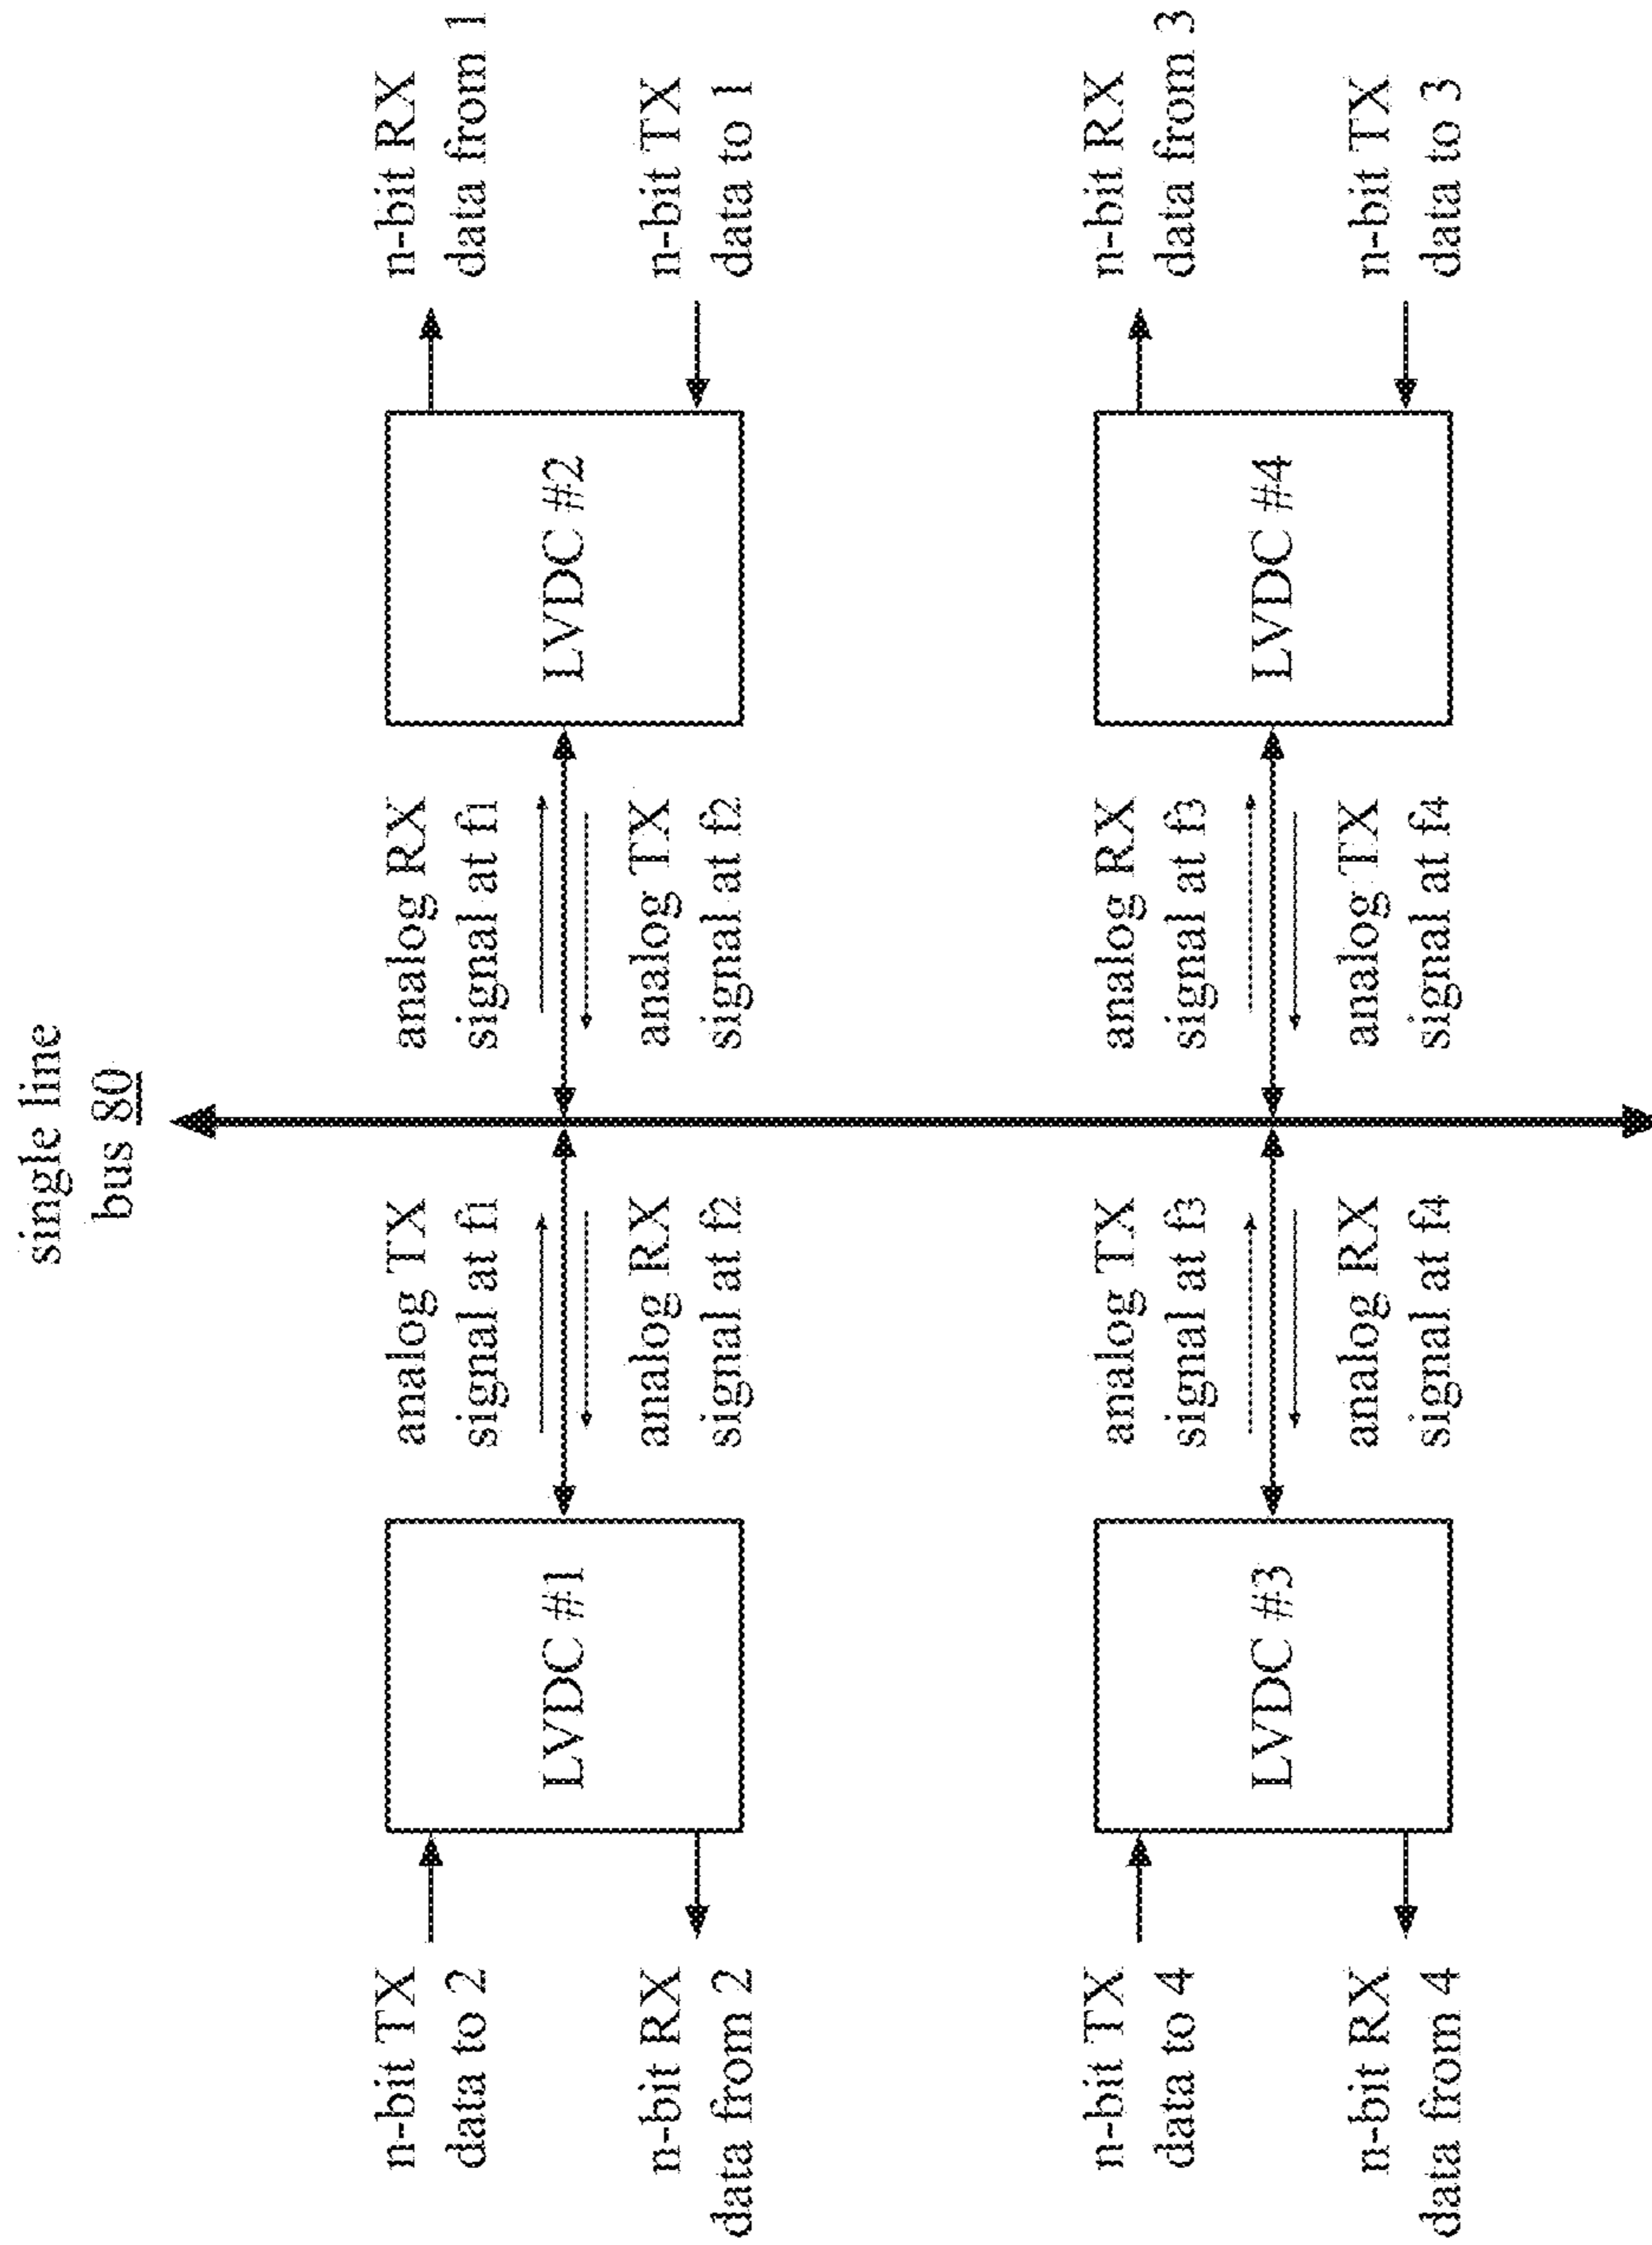 single line
bus 80
n-bit TX
data to 2
n-bit RX
data from 2
LVDC #1
analog TX
signal at f1
analog RX
signal at f2
analog RX
signal at f1
analog TX
signal at f2
LVDC #2
n-bit RX
data from 1
n-bit TX
data to 1
n-bit TX
data to 4
n-bit RX
data from 4
LVDC #3
analog TX
signal at f3
analog RX
signal at f4
analog RX
signal at f3
analog TX
signal at f4
LVDC #4
n-bit RX
data from 3
n-bit TX
data to 3